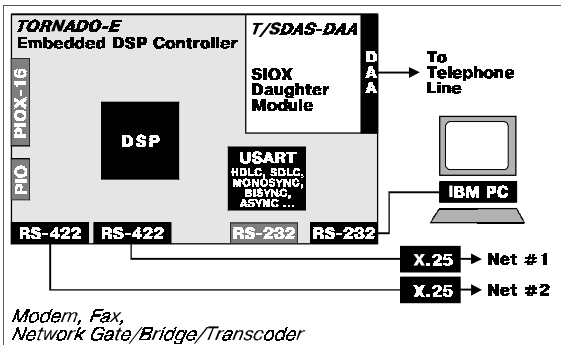 TORNADO-E
Embedded DSP Controller
T/SDAS-DAA
SIOX
Daughter
Module
DAA
To
Telephone
Line
PIOX-16
PIO
DSP
USART
HDLC, SDLC,
MONOSYNC,
BISYNC,
ASYNC ...
IBM PC
RS-422
RS-422
RS-232
RS-232
X.25
Net #1
X.25
Net #2
Modem, Fax,
Network Gate/Bridge/Transcoder